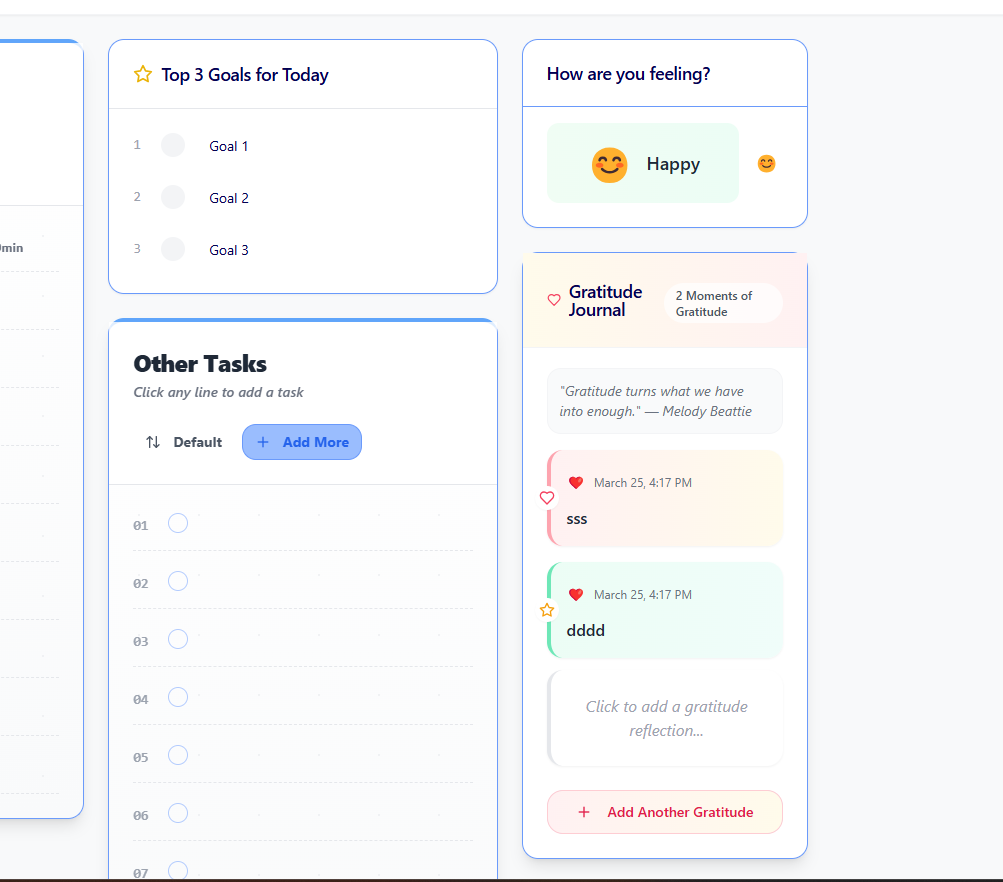 0min
Top 3 Goals for Today
1 Goal 1
2 Goal 2
3 Goal 3
Other Tasks
Click any line to add a task
Default
+ Add More
01
02
03
04
05
06
07
How are you feeling?
Happy
Gratitude
Journal
2 Moments of
Gratitude
"Gratitude turns what we have
into enough." — Melody Beattie
March 25, 4:17 PM
sss
March 25, 4:17 PM
dddd
Click to add a gratitude
reflection...
+ Add Another Gratitude